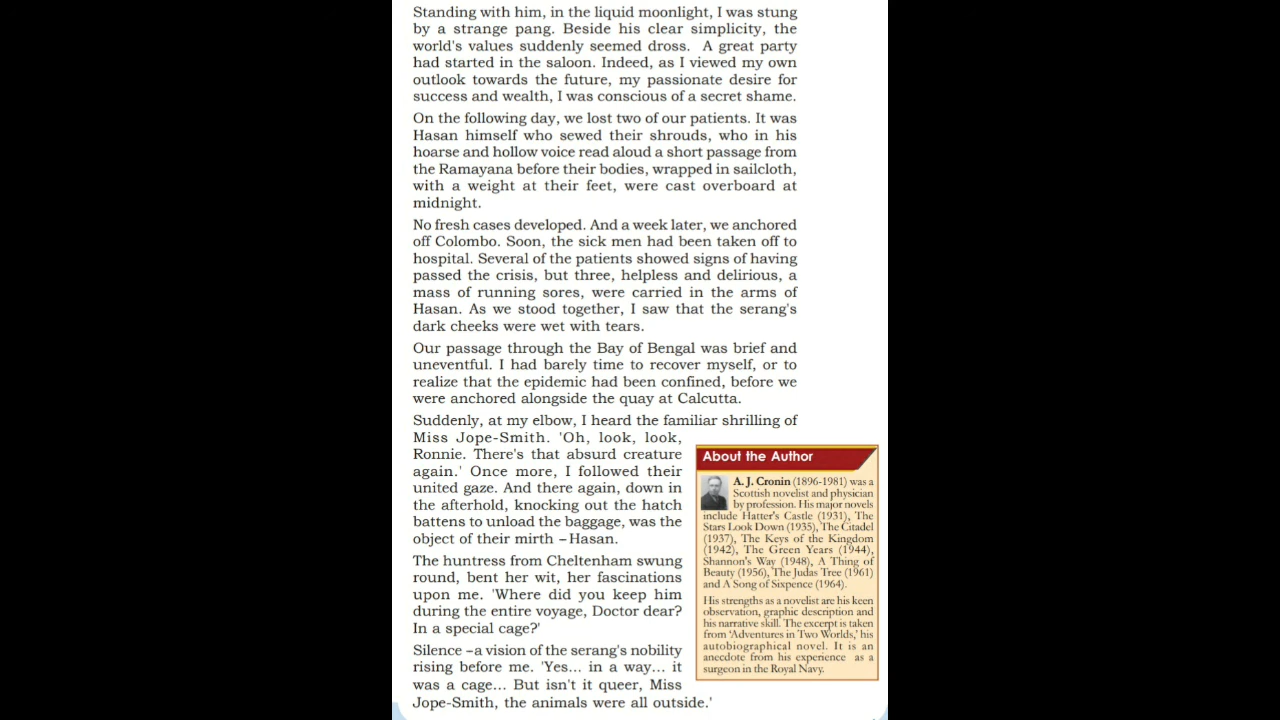 Standing with him, in the liquid moonlight, I was stung
by a strange pang. Beside his clear simplicity, the
world's values suddenly seemed dross. A great party
had started in the saloon. Indeed, as I viewed my own
outlook towards the future, my passionate desire for
success and wealth, I was conscious of a secret shame.
On the following day, we lost two of our patients. It was
Hasan himself who sewed their shrouds, who in his
hoarse and hollow voice read aloud a short passage from
the Ramayana before their bodies, wrapped in sailcloth,
with a weight at their feet, were cast overboard at
midnight.
No fresh cases developed. And a week later, we anchored
off Colombo. Soon, the sick men had been taken off to
hospital. Several of the patients showed signs of having
passed the crisis, but three, helpless and delirious, a
mass of running sores, were carried in the arms of
Hasan. As we stood together, I saw that the serang's
dark cheeks were wet with tears.
Our passage through the Bay of Bengal was brief and
uneventful. I had barely time to recover myself, or to
realize that the epidemic had been confined, before we
were anchored alongside the quay at Calcutta.
Suddenly, at my elbow, I heard the familiar shrilling of
Miss Jope-Smith. 'Oh, look, look,
Ronnie. There's that absurd creature
again.' Once more, I followed their
united gaze. And there again, down in
the afterhold, knocking out the hatch
battens to unload the baggage, was the
object of their mirth – Hasan.
The huntress from Cheltenham swung
round, bent her wit, her fascinations
upon me. 'Where did you keep him
during the entire voyage, Doctor dear?
In a special cage?'
Silence –a vision of the serang's nobility
rising before me. 'Yes... in a way... it
was a cage... But isn't it queer, Miss
Jope-Smith, the animals were all outside.'
About the Author
A. J. Cronin (1896-1981) was a
Scottish novelist and physician
by profession. His major novels
include Hatter's Castle (1931), The
Stars Look Down (1935), The Citadel
(1937), The Keys of the Kingdom
(1942), The Green Years (1944),
Shannon's Way (1948), A Thing of
Beauty (1956), The Judas Tree (1961)
and A Song of Sixpence (1964).
His strengths as a novelist are his keen
observation, graphic description and
his narrative skill. The excerpt is taken
from 'Adventures in Two Worlds,' his
autobiographical novel. It is an
anecdote from his experience as a
surgeon in the Royal Navy.